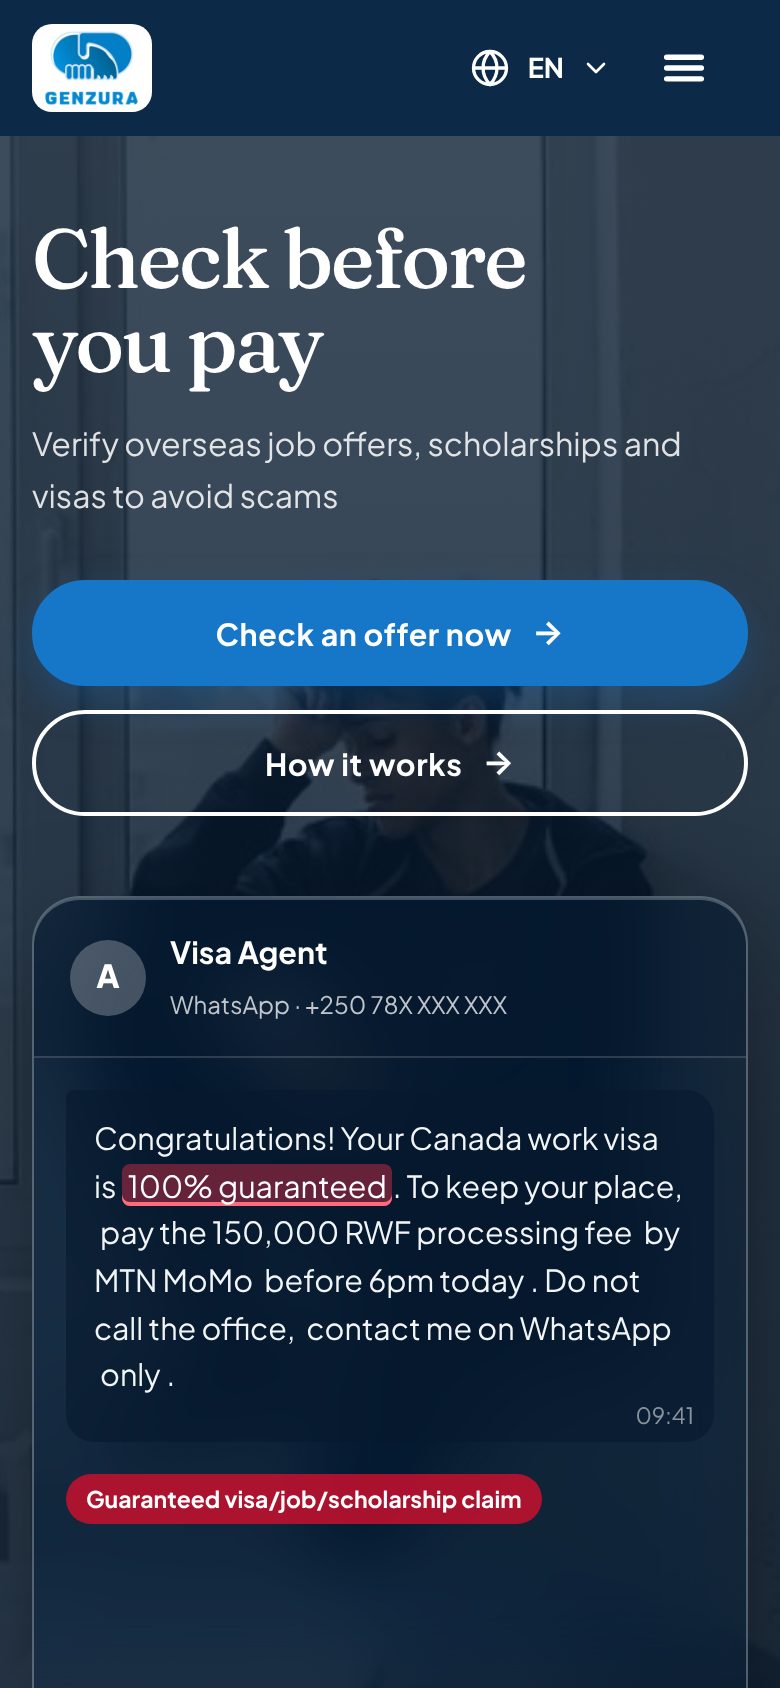 GENZURA
EN
Check before
you pay
Verify overseas job offers, scholarships and
visas to avoid scams
Check an offer now →
How it works →
A
Visa Agent
WhatsApp · +250 78X XXX XXX
Congratulations! Your Canada work visa
is 100% guaranteed. To keep your place,
pay the 150,000 RWF processing fee by
MTN MoMo before 6pm today . Do not
call the office, contact me on WhatsApp
only .
09:41
Guaranteed visa/job/scholarship claim